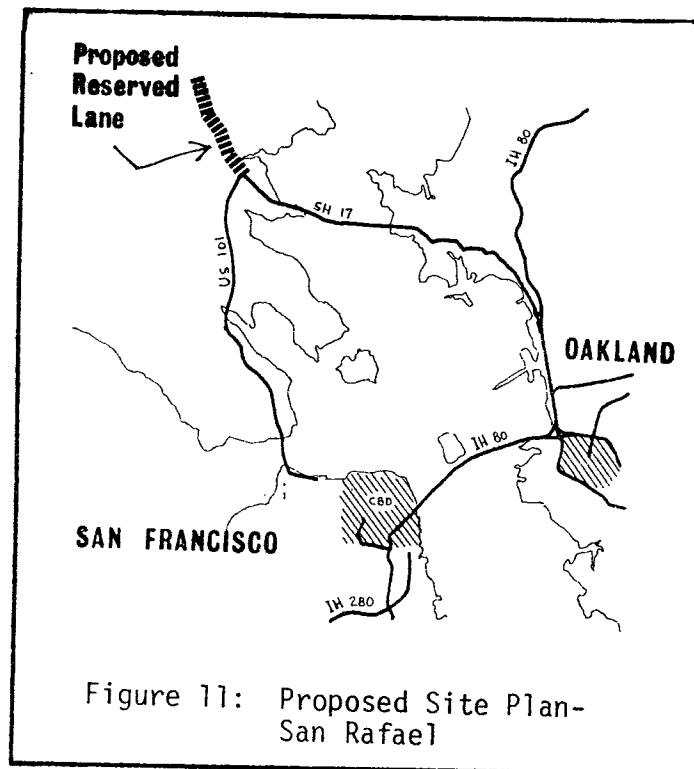 Proposed
Reserved
Lane
IH 80
SH 17
US 101
OAKLAND
IH 80
CBD
SAN FRANCISCO
IH 280
Figure 11: Proposed Site Plan-
San Rafael